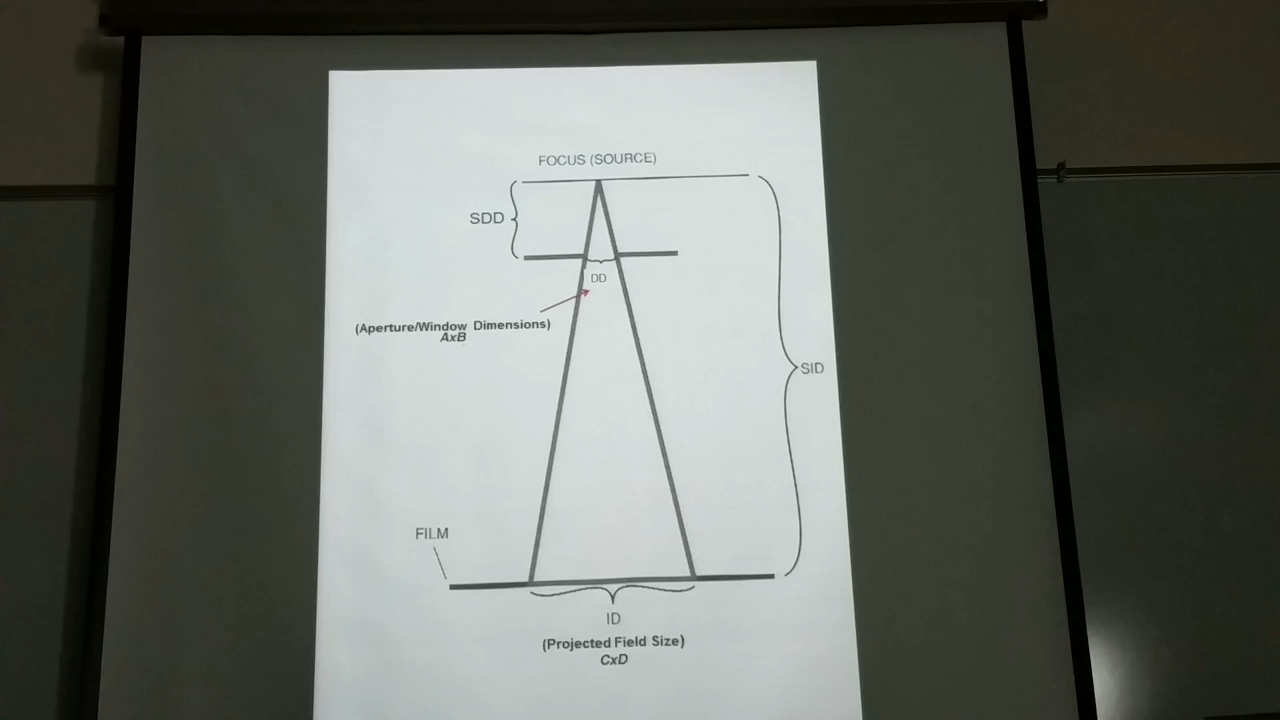 FOCUS (SOURCE)
SDD
DD
(Aperture/Window Dimensions)
AxB
SID
FILM
ID
(Projected Field Size)
CxD